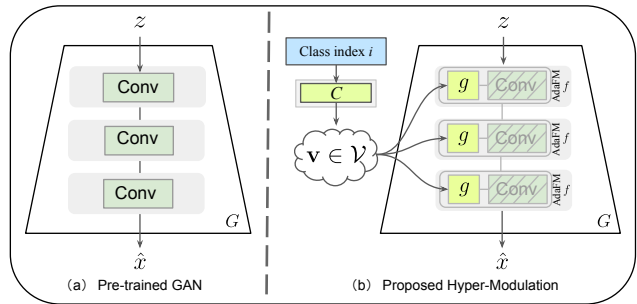 z
Conv
Conv
Conv
G
x̂
(a) Pre-trained GAN
Class index i
C
v ∈ 𝒱
z
g Conv AdaFM f
g Conv AdaFM f
g Conv AdaFM f
G
x̂
(b) Proposed Hyper-Modulation